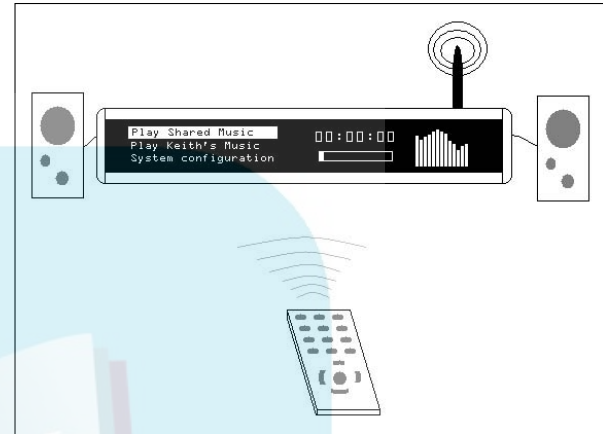 Play Shared Music
Play Keith's Music
System configuration
00:00:00